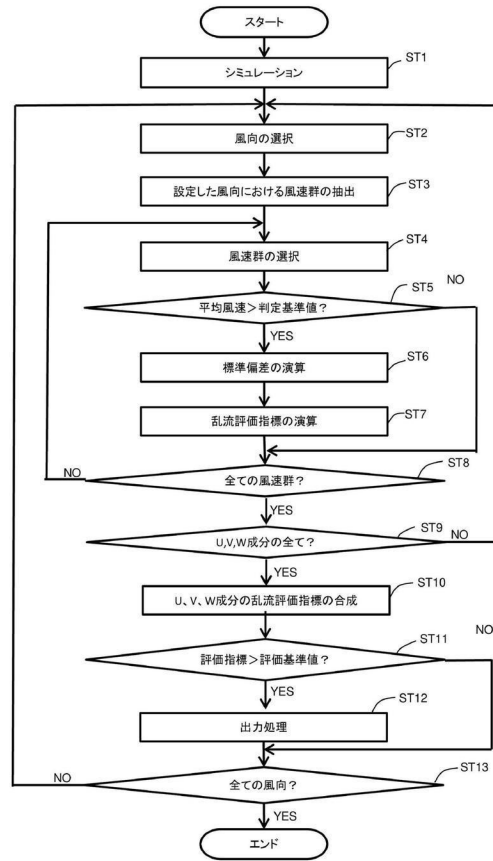 スタート
ST1
シミュレーション
ST2
風向の選択
ST3
設定した風向における風速群の抽出
ST4
風速群の選択
ST5
NO
平均風速>判定基準値?
YES
ST6
標準偏差の演算
ST7
乱流評価指標の演算
ST8
NO
全ての風速群?
YES
ST9
NO
U,V,W成分の全て?
YES
ST10
U、V、W成分の乱流評価指標の合成
NO
ST11
評価指標>評価基準値?
YES
ST12
出力処理
ST13
NO
全ての風向?
YES
エンド